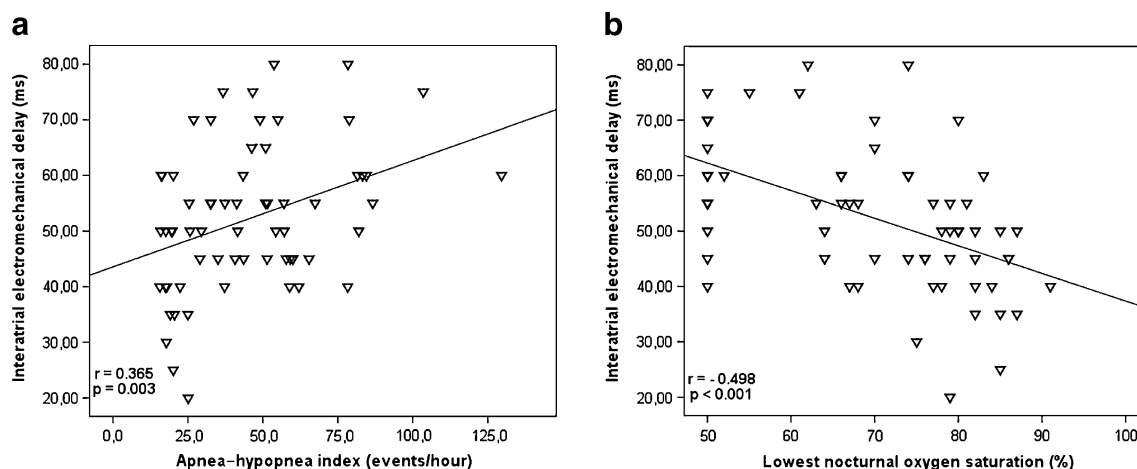 a
Interatrial electromechanical delay (ms)
80,00
70,00
60,00
50,00
40,00
30,00
20,00
r = 0.365
p = 0.003
0,0 25,0 50,0 75,0 100,0 125,0
Apnea-hypopnea index (events/hour)
b
Interatrial electromechanical delay (ms)
80,00
70,00
60,00
50,00
40,00
30,00
20,00
r = - 0.498
p < 0.001
50 60 70 80 90 100
Lowest nocturnal oxygen saturation (%)